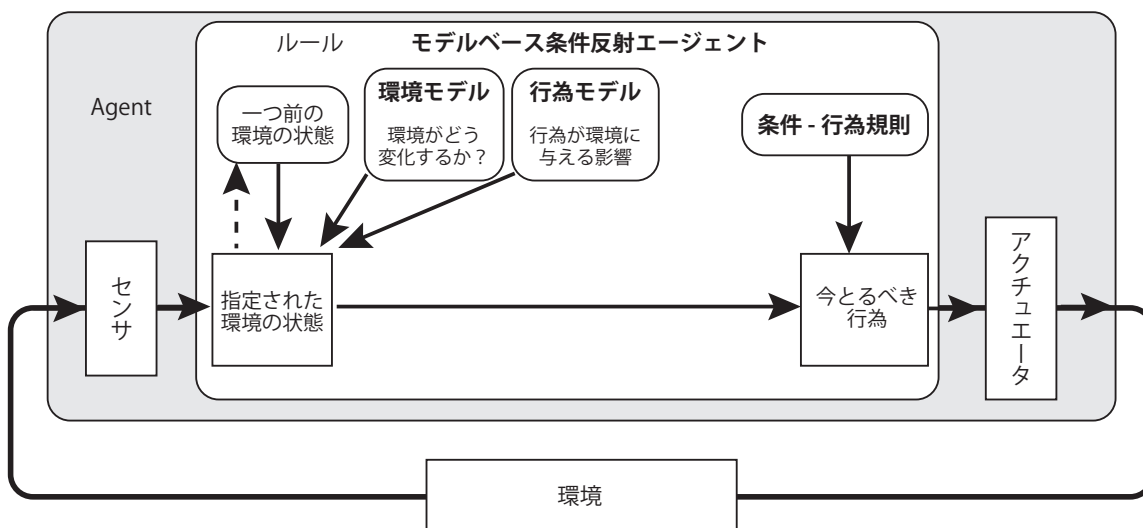 ルール
モデルベース条件反射エージェント
Agent
一つ前の
環境の状態
環境モデル
環境がどう
変化するか？
行為モデル
行為が環境に
与える影響
条件 - 行為規則
センサ
指定された
環境の状態
今とるべき
行為
アクチュエータ
環境